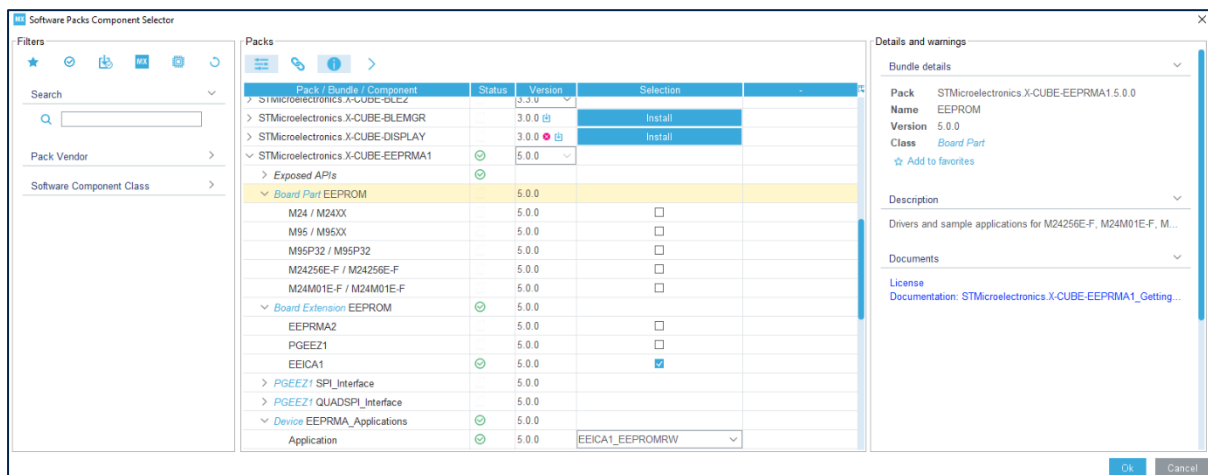 MX Software Packs Component Selector
Filters
MX
Search
Pack Vendor
Software Component Class
Packs
Pack / Bundle / Component Status Version Selection -
STMicroelectronics.X-CUBE-BLE2 3.3.0
STMicroelectronics.X-CUBE-BLEMGR 3.0.0 Install
STMicroelectronics.X-CUBE-DISPLAY 3.0.0 Install
STMicroelectronics.X-CUBE-EEPRMA1 5.0.0
Exposed APIs
Board Part EEPROM 5.0.0
M24 / M24XX 5.0.0
M95 / M95XX 5.0.0
M95P32 / M95P32 5.0.0
M24256E-F / M24256E-F 5.0.0
M24M01E-F / M24M01E-F 5.0.0
Board Extension EEPROM 5.0.0
EEPRMA2 5.0.0
PGEEZ1 5.0.0
EEICA1 5.0.0
PGEEZ1 SPI_Interface 5.0.0
PGEEZ1 QUADSPI_Interface 5.0.0
Device EEPRMA_Applications 5.0.0
Application 5.0.0 EEICA1_EEPROMRW
Details and warnings
Bundle details
Pack STMicroelectronics.X-CUBE-EEPRMA1.5.0.0
Name EEPROM
Version 5.0.0
Class Board Part
Add to favorites
Description
Drivers and sample applications for M24256E-F, M24M01E-F, M...
Documents
License
Documentation: STMicroelectronics.X-CUBE-EEPRMA1_Getting...
Ok Cancel